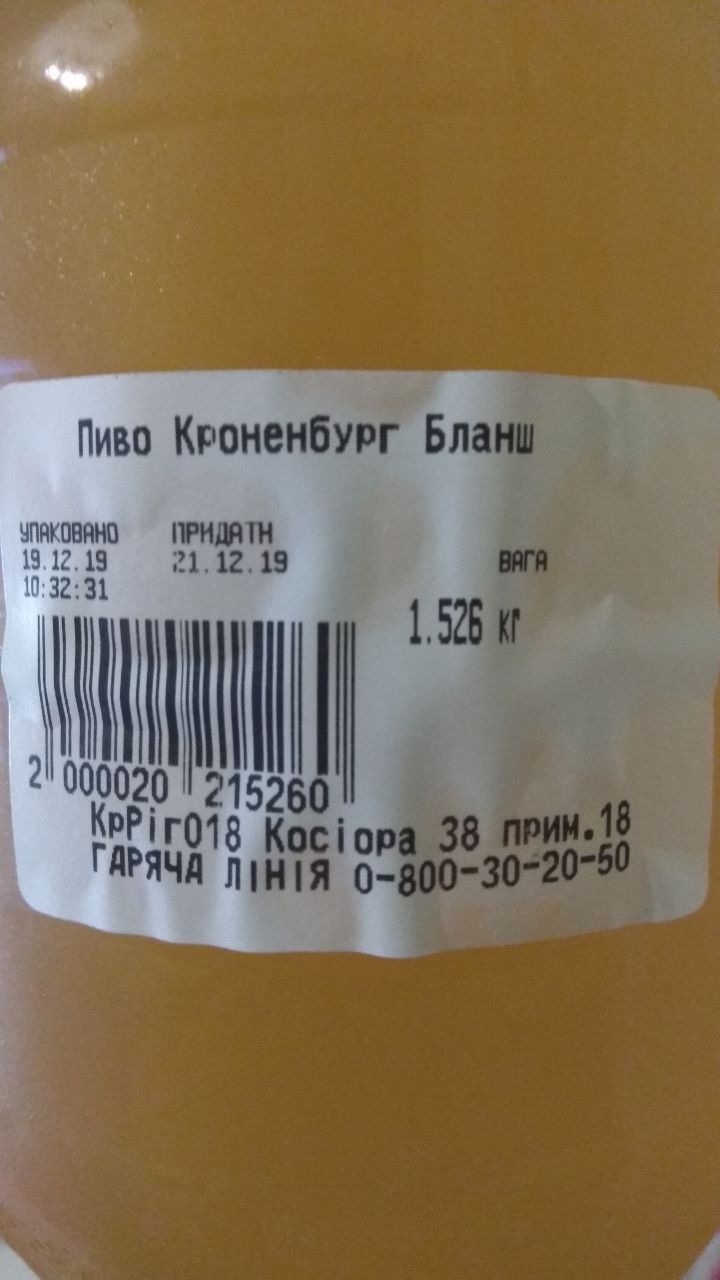 Пиво Кроненбург Бланш
УПАКОВАНО ПРИДАТН
19.12.19 21.12.19 ВАГА
10:32:31
1.526 кг
2 000020 215260
КрРіг018 Косіора 38 прим.18
ГАРЯЧА ЛІНІЯ 0-800-30-20-50